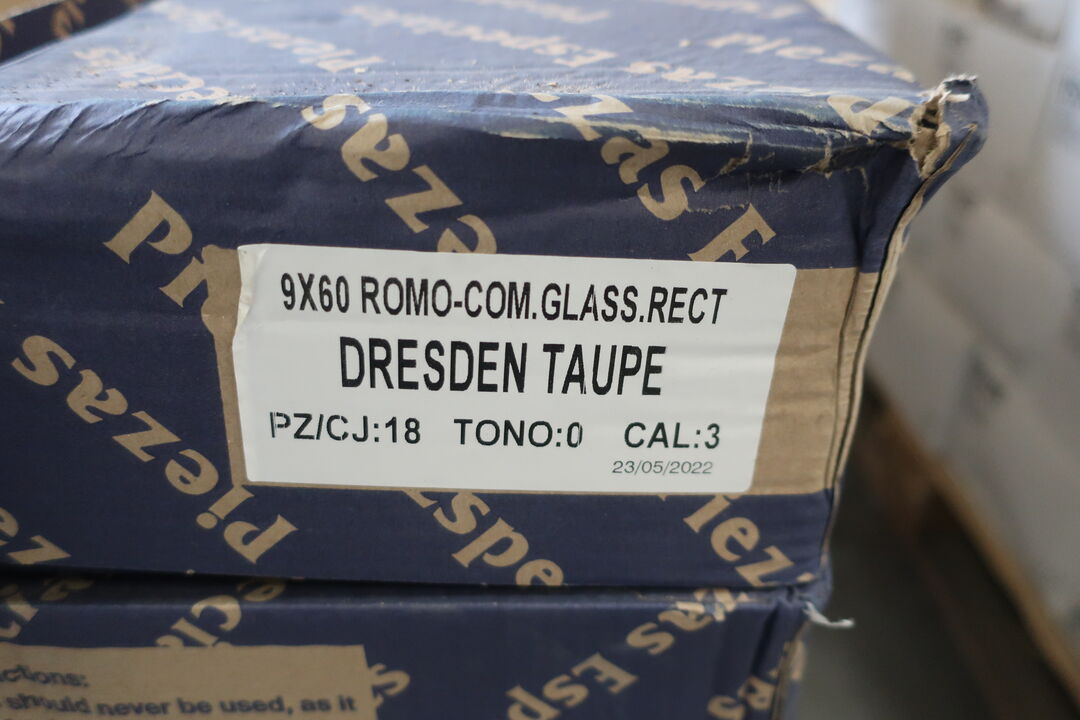 9X60 ROMO-COM.GLASS.RECT
DRESDEN TAUPE
PZ/CJ:18 TONO:0 CAL:3
23/05/2022
Piezas
should never be used, as it